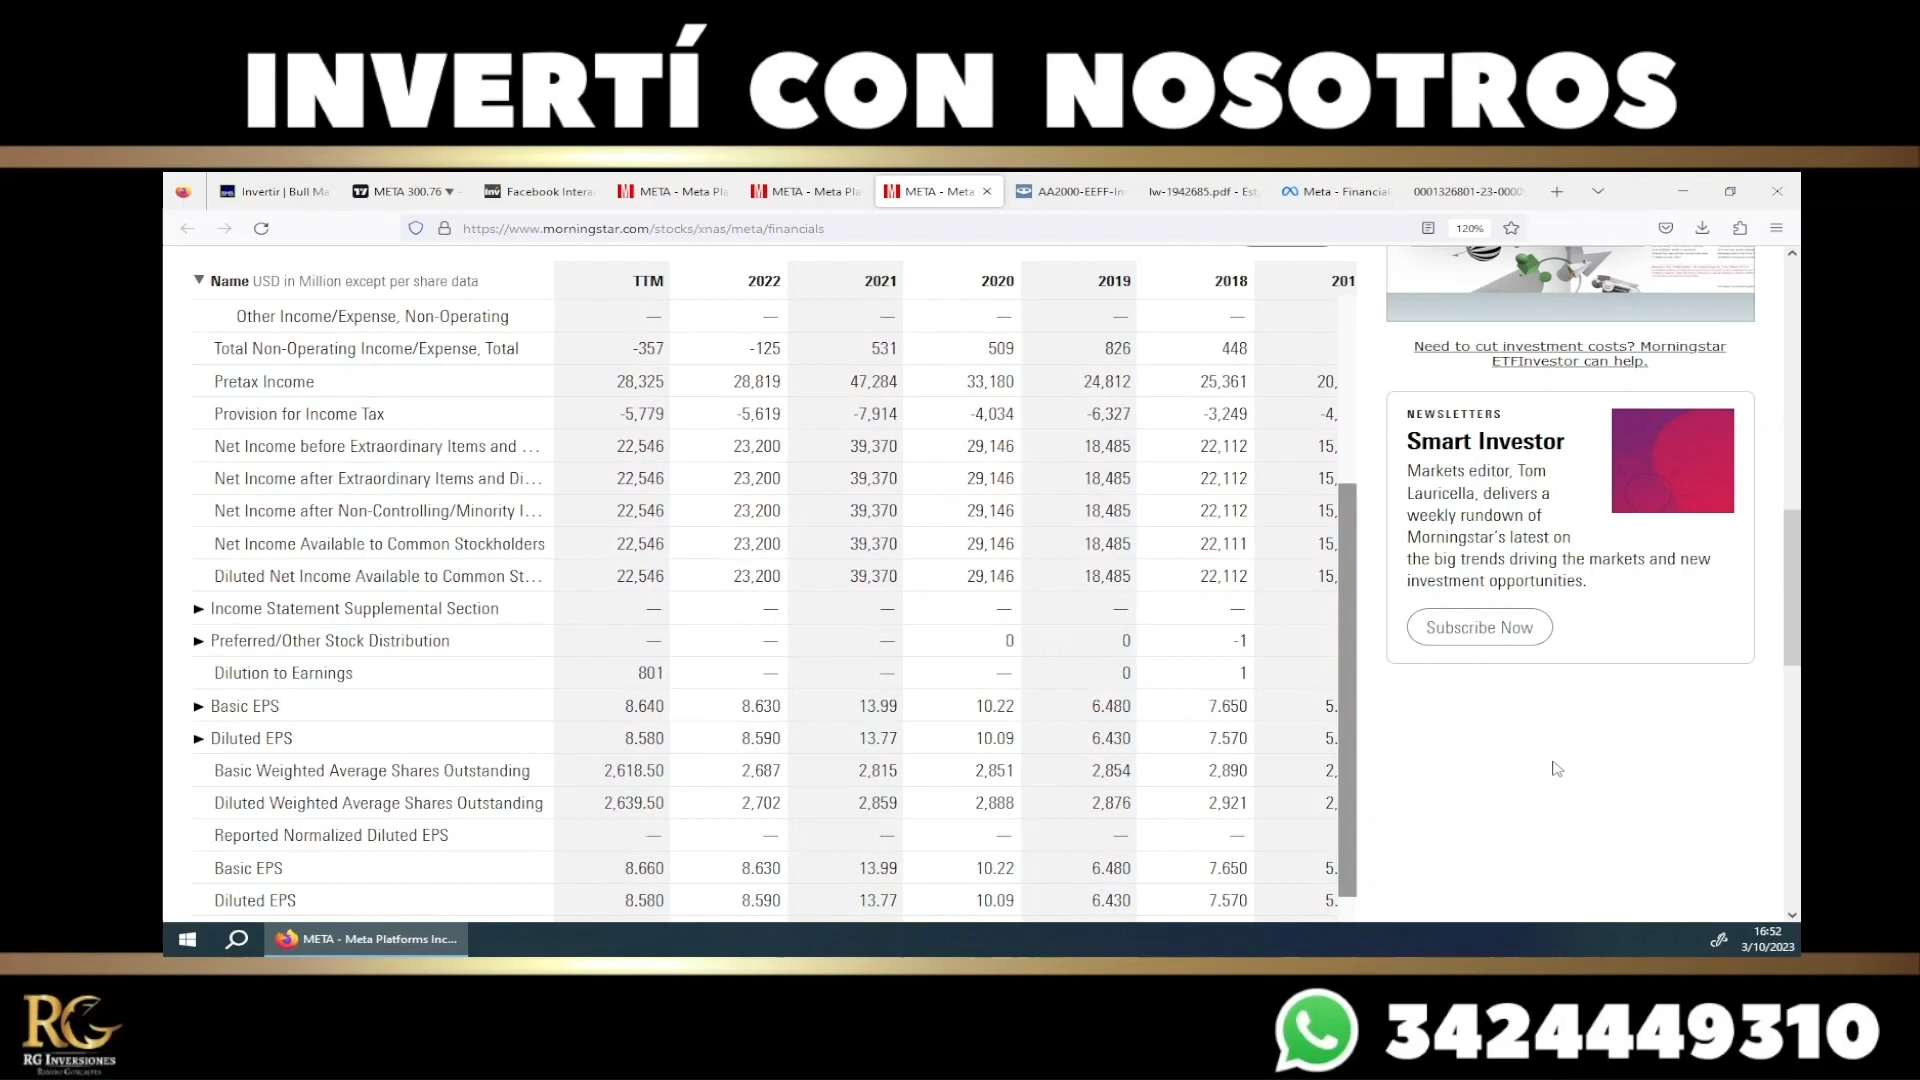 INVERTÍ CON NOSOTROS
Invertir | Bull Ma
META 300.76 ▼ -
Facebook Intera
META - Meta Pla
META - Meta Pla
META - Meta
AA2000-EEFF-In
lw-1942685.pdf - Est
Meta - Financial
0001326801-23-0000
https://www.morningstar.com/stocks/xnas/meta/financials
120%
Name USD in Million except per share data TTM 2022 2021 2020 2019 2018 201
Other Income/Expense, Non-Operating — — — — — —
Total Non-Operating Income/Expense, Total -357 -125 531 509 826 448
Pretax Income 28,325 28,819 47,284 33,180 24,812 25,361 20,
Provision for Income Tax -5,779 -5,619 -7,914 -4,034 -6,327 -3,249 -4,
Net Income before Extraordinary Items and ... 22,546 23,200 39,370 29,146 18,485 22,112 15,
Net Income after Extraordinary Items and Di... 22,546 23,200 39,370 29,146 18,485 22,112 15,
Net Income after Non-Controlling/Minority I... 22,546 23,200 39,370 29,146 18,485 22,112 15,
Net Income Available to Common Stockholders 22,546 23,200 39,370 29,146 18,485 22,111 15,
Diluted Net Income Available to Common St... 22,546 23,200 39,370 29,146 18,485 22,112 15,
Income Statement Supplemental Section — — — — — —
Preferred/Other Stock Distribution — — — 0 0 -1
Dilution to Earnings 801 — — — 0 1
Basic EPS 8.640 8.630 13.99 10.22 6.480 7.650 5.
Diluted EPS 8.580 8.590 13.77 10.09 6.430 7.570 5.
Basic Weighted Average Shares Outstanding 2,618.50 2,687 2,815 2,851 2,854 2,890 2,
Diluted Weighted Average Shares Outstanding 2,639.50 2,702 2,859 2,888 2,876 2,921 2,
Reported Normalized Diluted EPS — — — — — —
Basic EPS 8.660 8.630 13.99 10.22 6.480 7.650 5.
Diluted EPS 8.580 8.590 13.77 10.09 6.430 7.570 5.
Need to cut investment costs? Morningstar
ETFInvestor can help.
NEWSLETTERS
Smart Investor
Markets editor, Tom
Lauricella, delivers a
weekly rundown of
Morningstar's latest on
the big trends driving the markets and new
investment opportunities.
Subscribe Now
META - Meta Platforms Inc...
16:52
3/10/2023
RG
RG INVERSIONES
3424449310